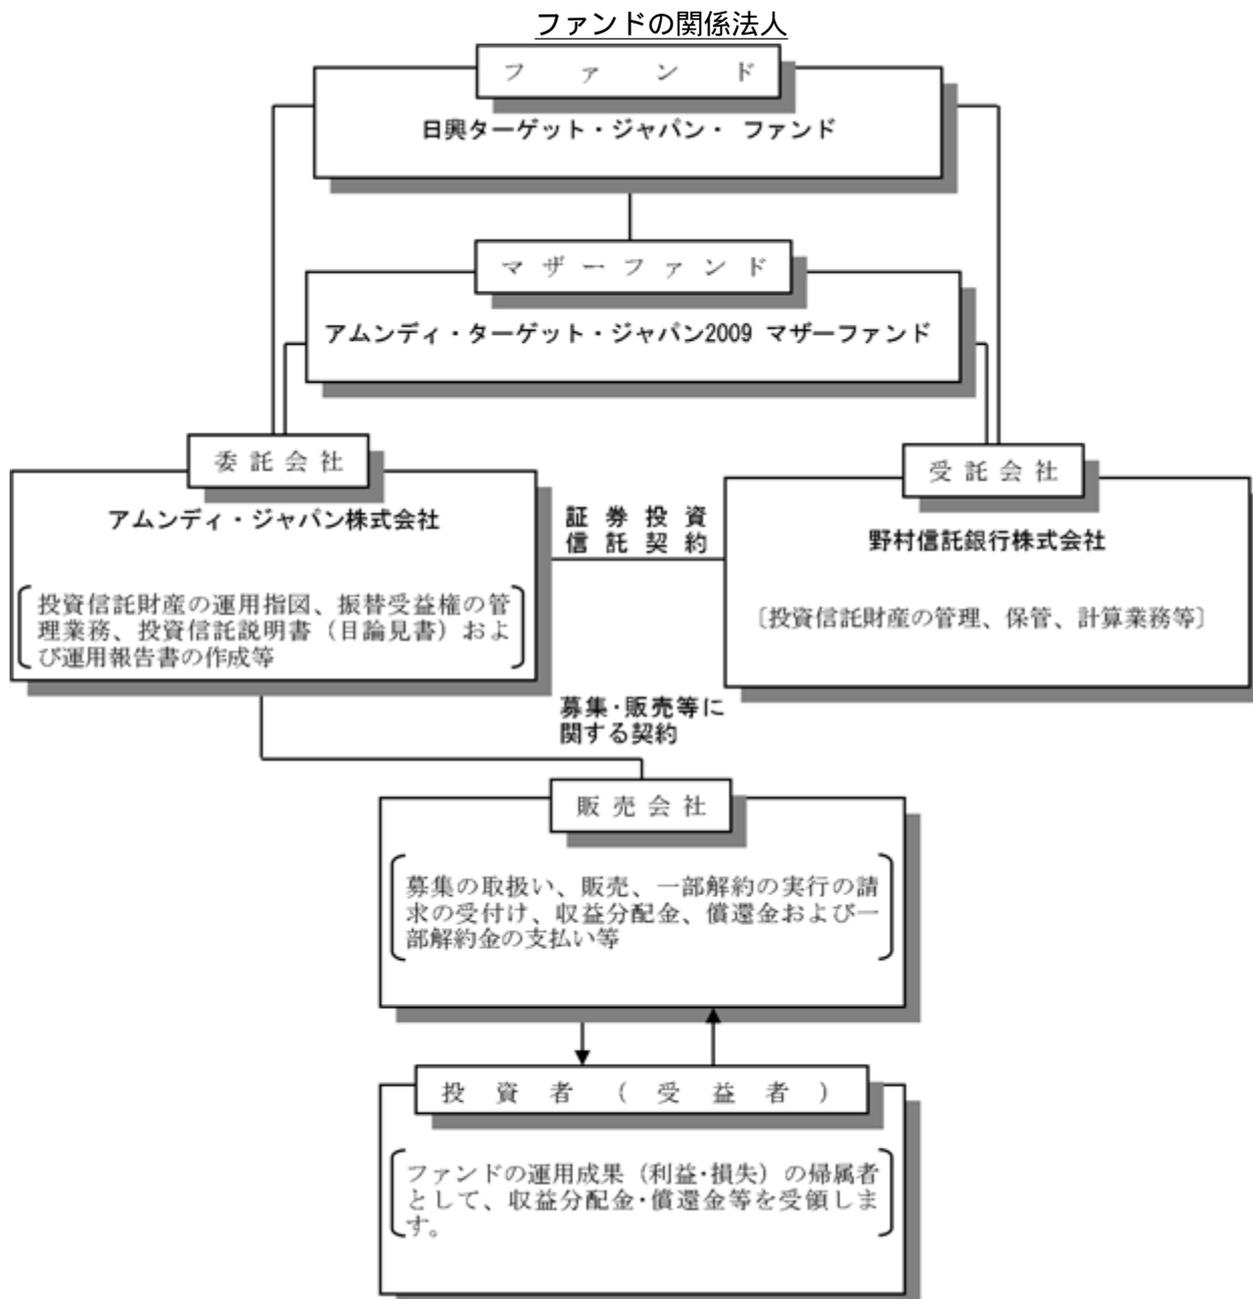 ファンドの関係法人
ファンド
日興ターゲット・ジャパン・ ファンド
マザーファンド
アムンディ・ターゲット・ジャパン2009 マザーファンド
委託会社
アムンディ・ジャパン株式会社
投資信託財産の運用指図、振替受益権の管
理業務、投資信託説明書（目論見書）およ
び運用報告書の作成等
証券投資
信託契約
受託会社
野村信託銀行株式会社
〔投資信託財産の管理、保管、計算業務等〕
募集・販売等に
関する契約
販売会社
募集の取扱い、販売、一部解約の実行の請
求の受付け、収益分配金、償還金および一
部解約金の支払い等
投資者（受益者）
ファンドの運用成果（利益・損失）の帰属者
として、収益分配金・償還金等を受領しま
す。